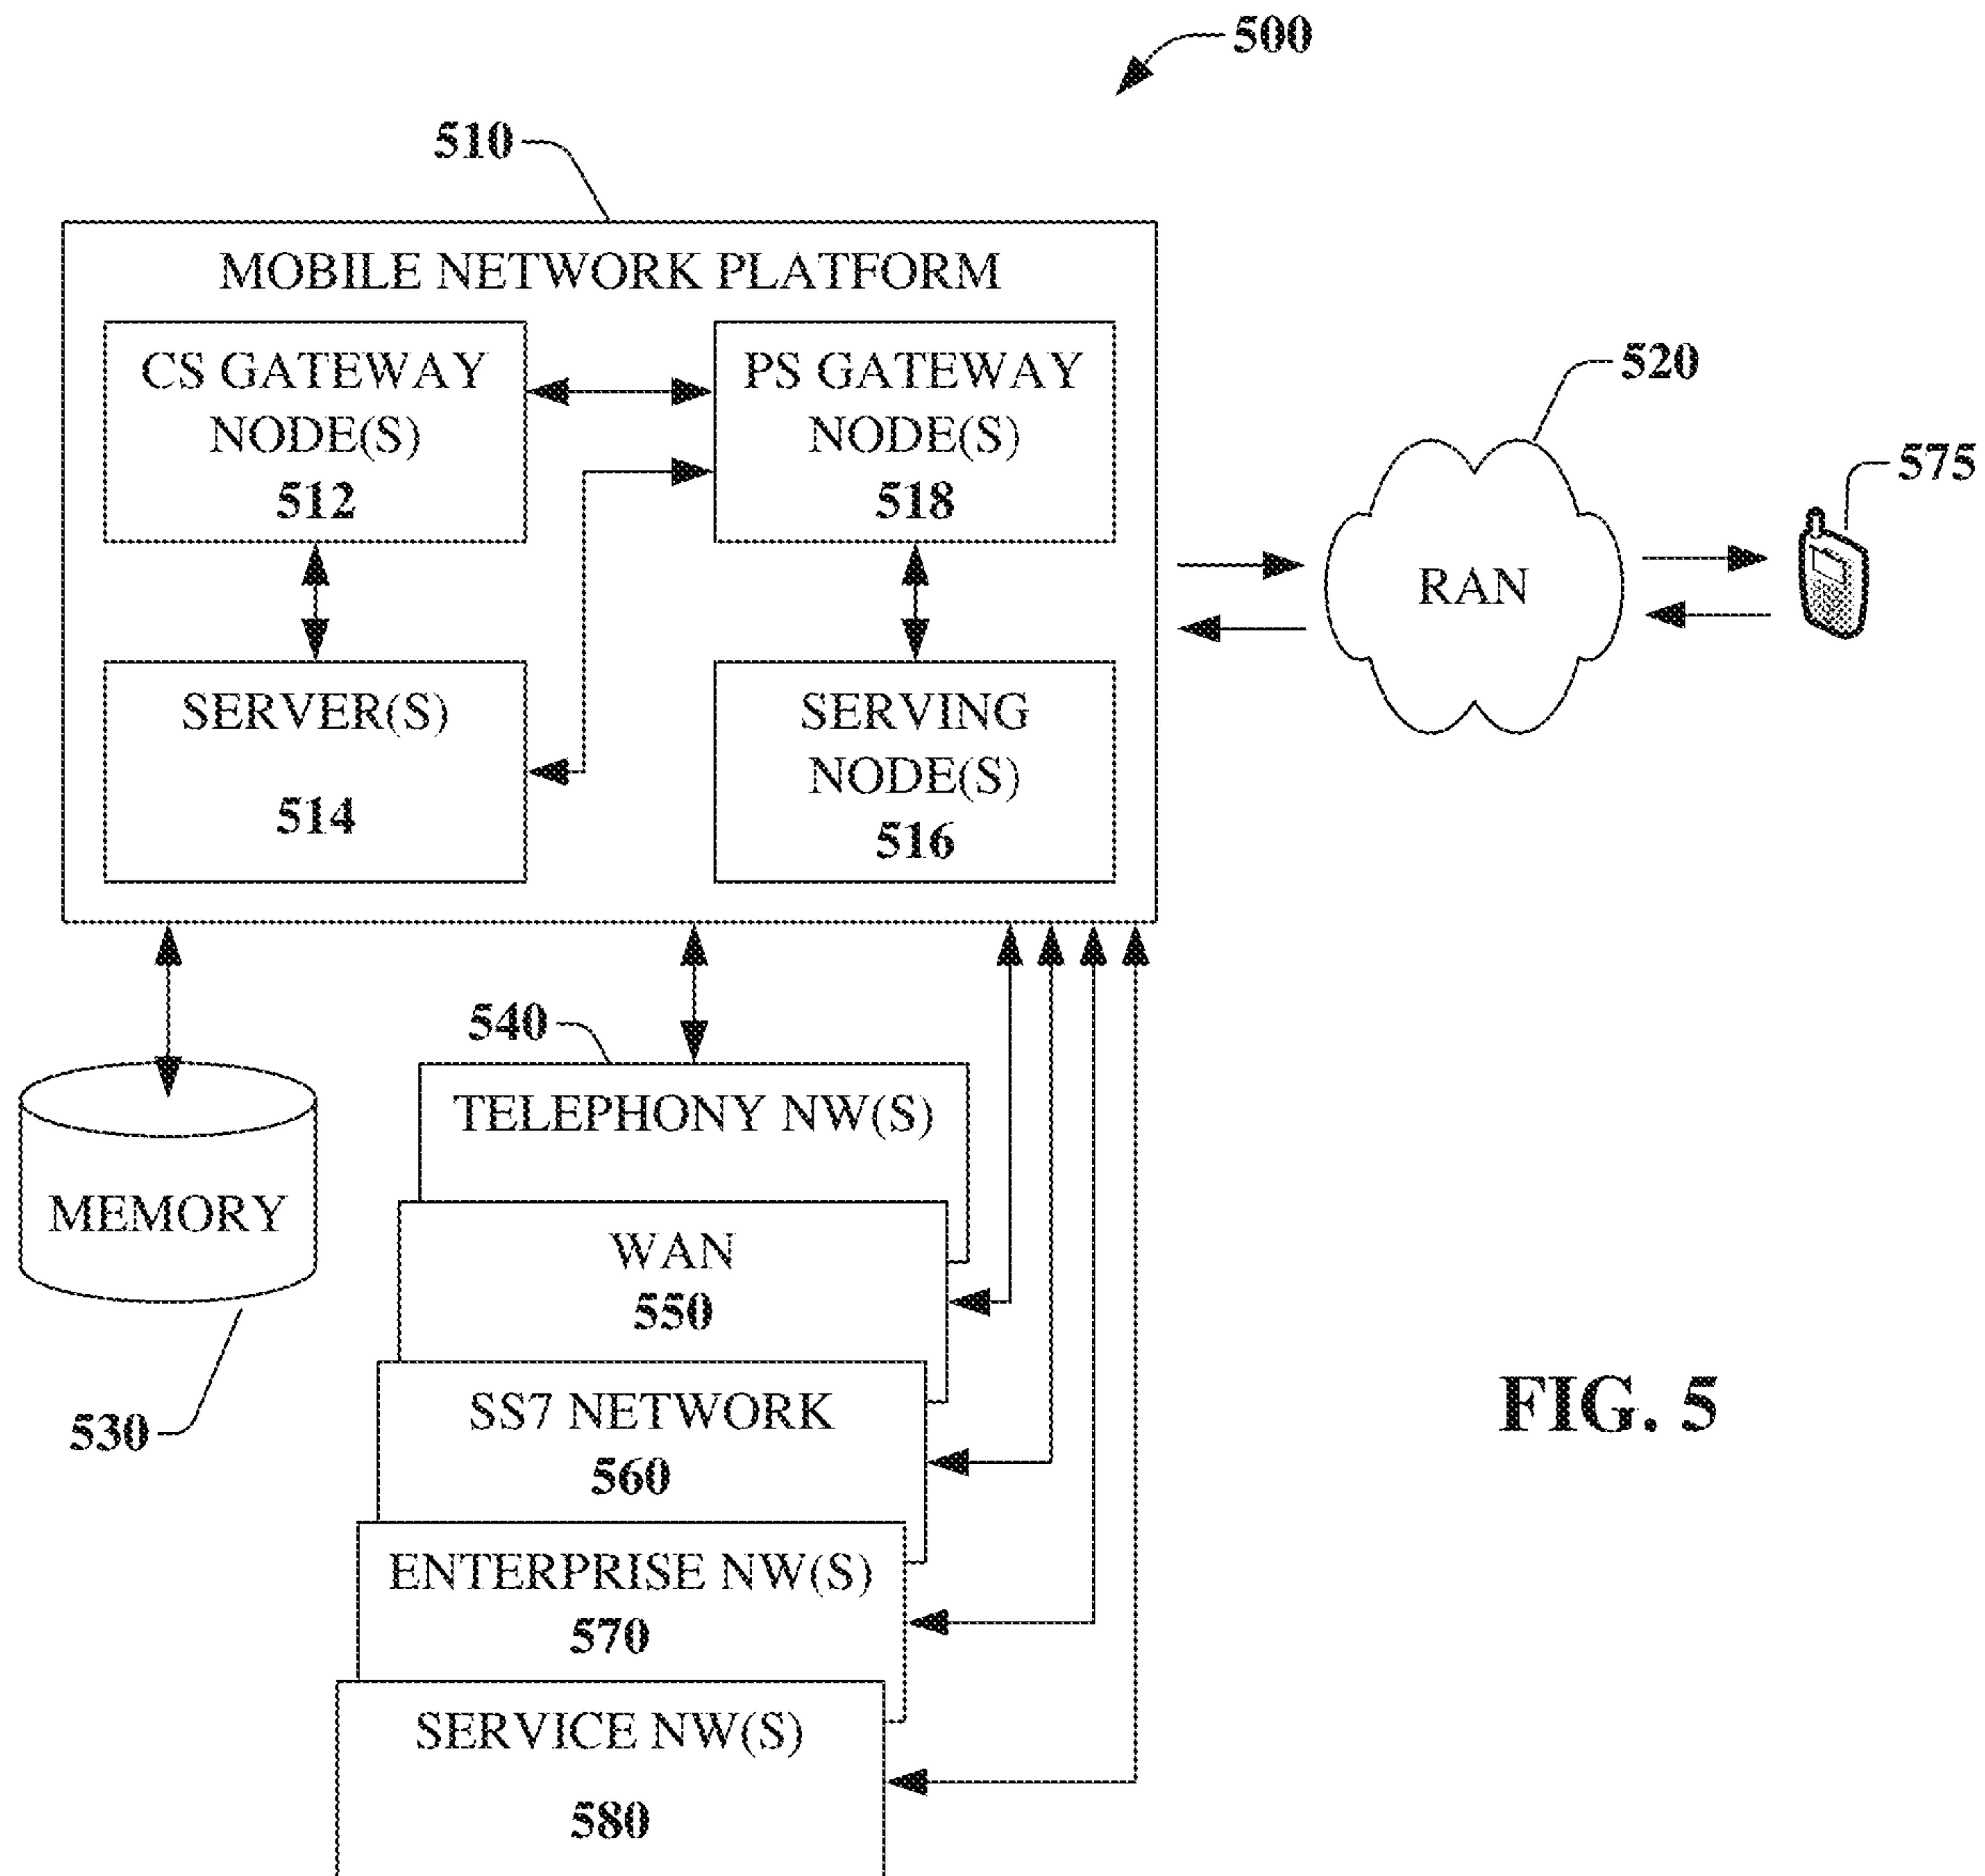 500
510
MOBILE NETWORK PLATFORM
CS GATEWAY
NODE(S)
512
PS GATEWAY
NODE(S)
518
SERVER(S)
514
SERVING
NODE(S)
516
520
RAN
575
540
TELEPHONY NW(S)
MEMORY
530
WAN
550
SS7 NETWORK
560
ENTERPRISE NW(S)
570
SERVICE NW(S)
580
FIG. 5